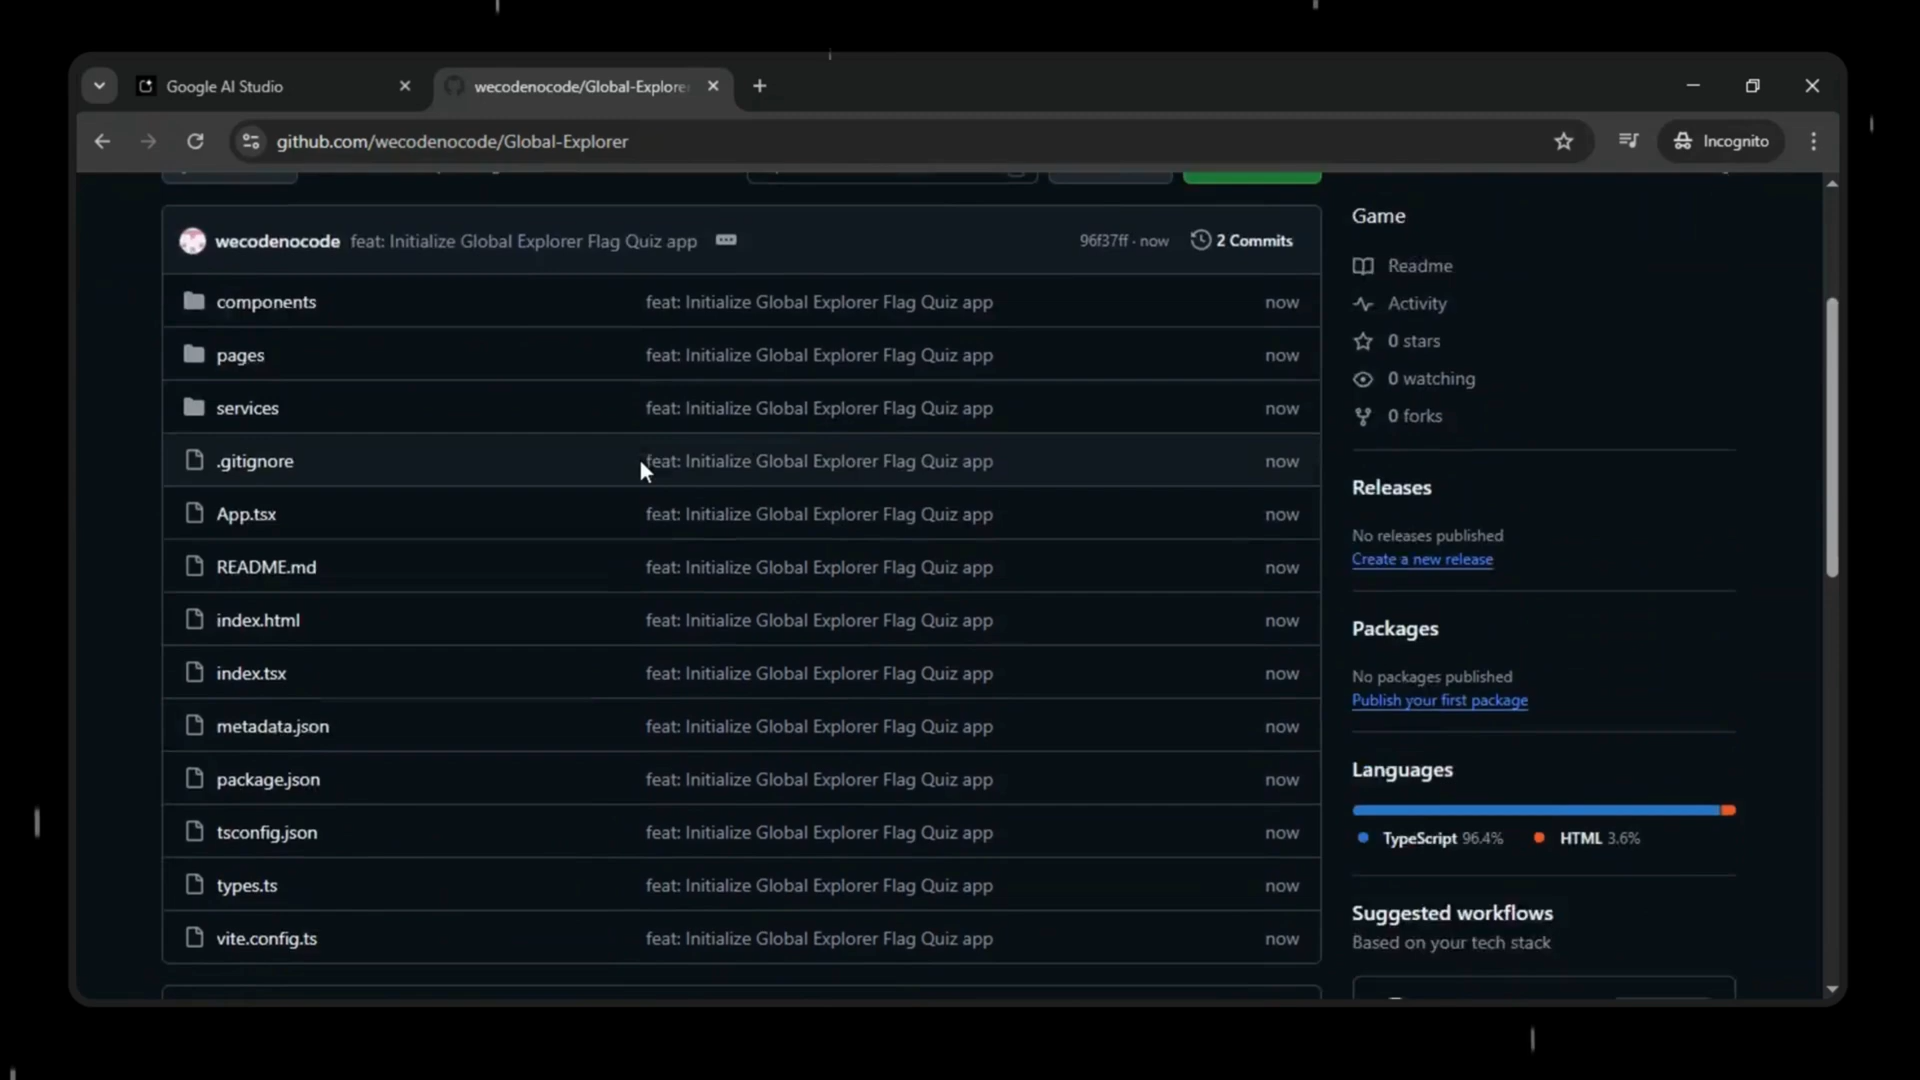 Google AI Studio
wecodenocode/Global-Explore
github.com/wecodenocode/Global-Explorer
Incognito
wecodenocode feat: Initialize Global Explorer Flag Quiz app 96f37ff · now 2 Commits
components feat: Initialize Global Explorer Flag Quiz app now
pages feat: Initialize Global Explorer Flag Quiz app now
services feat: Initialize Global Explorer Flag Quiz app now
.gitignore feat: Initialize Global Explorer Flag Quiz app now
App.tsx feat: Initialize Global Explorer Flag Quiz app now
README.md feat: Initialize Global Explorer Flag Quiz app now
index.html feat: Initialize Global Explorer Flag Quiz app now
index.tsx feat: Initialize Global Explorer Flag Quiz app now
metadata.json feat: Initialize Global Explorer Flag Quiz app now
package.json feat: Initialize Global Explorer Flag Quiz app now
tsconfig.json feat: Initialize Global Explorer Flag Quiz app now
types.ts feat: Initialize Global Explorer Flag Quiz app now
vite.config.ts feat: Initialize Global Explorer Flag Quiz app now
Game
Readme
Activity
0 stars
0 watching
0 forks
Releases
No releases published
Create a new release
Packages
No packages published
Publish your first package
Languages
TypeScript 96.4% HTML 3.6%
Suggested workflows
Based on your tech stack